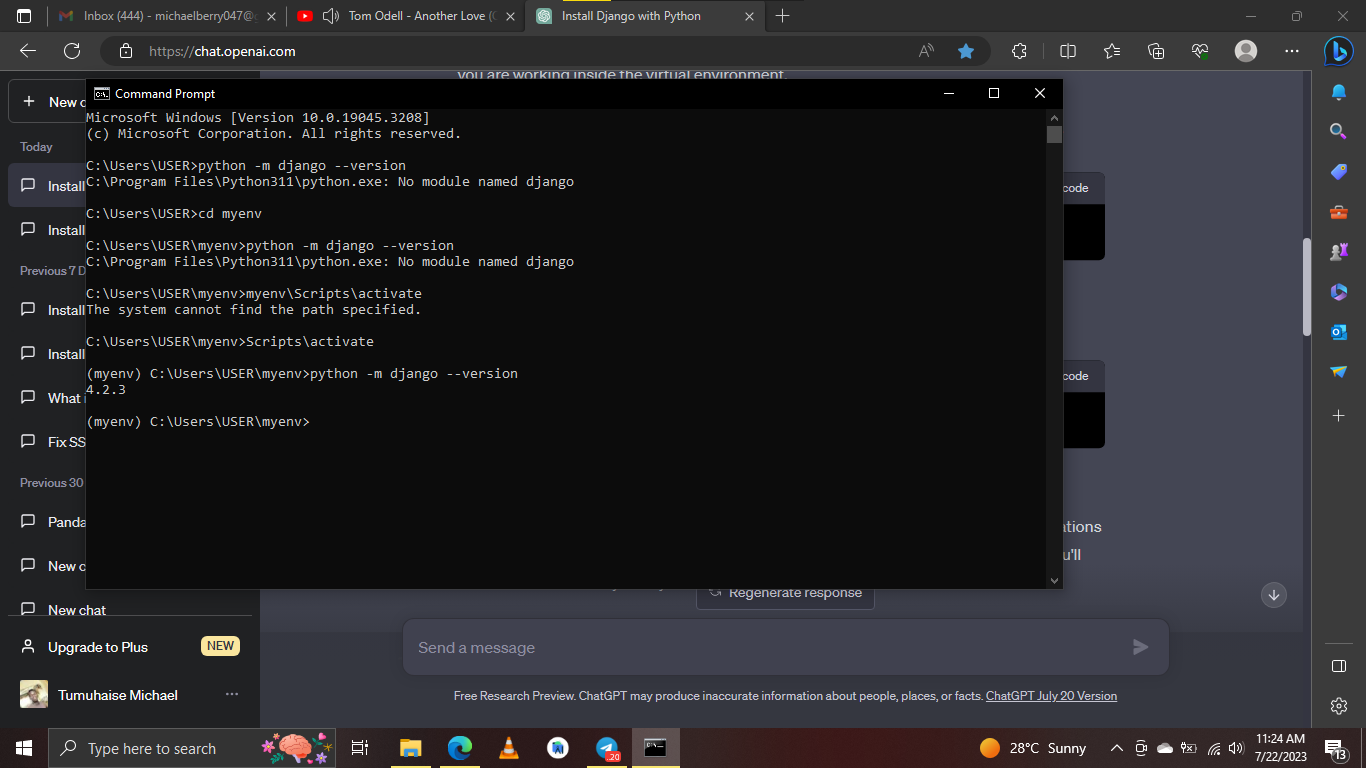 Inbox (444) - michaelberry047@g
Tom Odell - Another Love (
Install Django with Python
https://chat.openai.com
you are working inside the virtual environment.
New c
Today
Install
Install
Previous 7 D
Install
Install
What
Fix SS
Previous 30
Panda
New c
New chat
Upgrade to Plus
NEW
Tumuhaise Michael
Command Prompt
Microsoft Windows [Version 10.0.19045.3208]
(c) Microsoft Corporation. All rights reserved.
C:\Users\USER>python -m django --version
C:\Program Files\Python311\python.exe: No module named django
C:\Users\USER>cd myenv
C:\Users\USER\myenv>python -m django --version
C:\Program Files\Python311\python.exe: No module named django
C:\Users\USER\myenv>myenv\Scripts\activate
The system cannot find the path specified.
C:\Users\USER\myenv>Scripts\activate
(myenv) C:\Users\USER\myenv>python -m django --version
4.2.3
(myenv) C:\Users\USER\myenv>
code
code
ations
u'll
Regenerate response
Send a message
Free Research Preview. ChatGPT may produce inaccurate information about people, places, or facts. ChatGPT July 20 Version
Type here to search
20
28°C Sunny
11:24 AM
7/22/2023
13